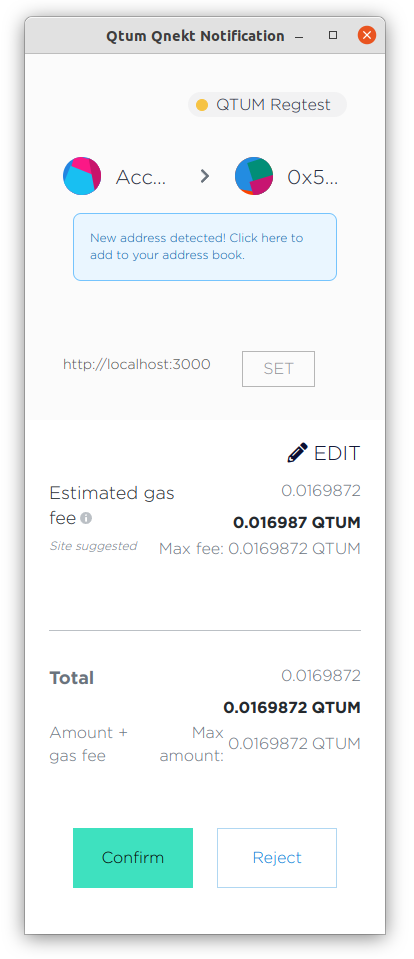 Qtum Qnekt Notification
QTUM Regtest
Acc... > 0x5...
New address detected! Click here to
add to your address book.
http://localhost:3000 SET
EDIT
Estimated gas 0.0169872
fee 0.016987 QTUM
Site suggested Max fee: 0.0169872 QTUM
Total 0.0169872
0.0169872 QTUM
Amount + Max
gas fee amount: 0.0169872 QTUM
Confirm Reject